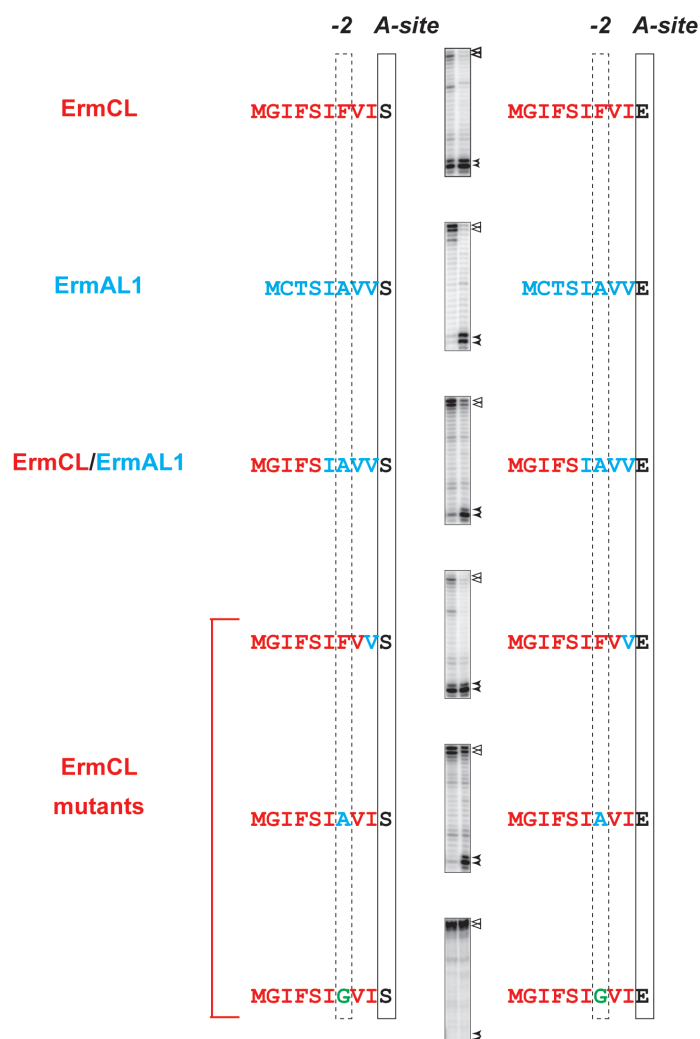 -2 A-site -2 A-site
ErmCL MGIFSIFVIS MGIFSIFVIE
ErmAL1 MCTSIAVVS MCTSIAVVE
ErmCL/ErmAL1 MGIFSIAVVS MGIFSIAVVE
MGIFSIFVVS MGIFSIFVVE
ErmCL
mutants
MGIFSIAVIS MGIFSIAVIE
MGIFSIGVIS MGIFSIGVIE